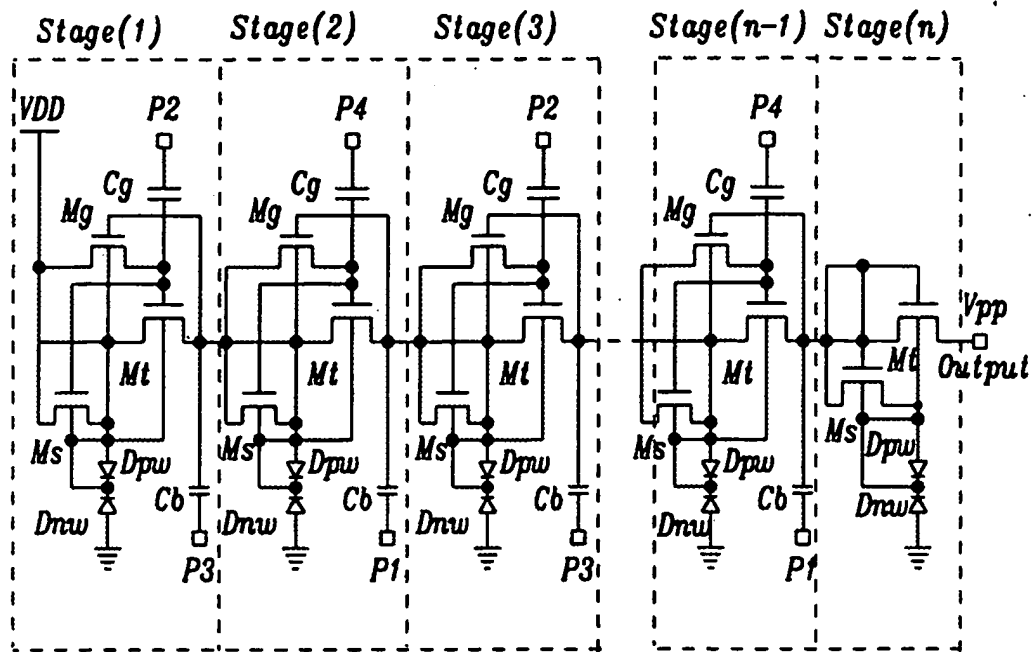 Stage(1) Stage(2) Stage(3) Stage(n-1) Stage(n)
VDD P2 P4 P2 P4
Cg Cg Cg Cg
Mg Mg Mg Mg
Vpp
Mt Mt Mt Mt Mt Output
Ms Dpw Ms Dpw Ms Dpw Ms Dpw Ms Dpw
Dnw Cb Dnw Cb Dnw Cb Dnw Cb Dnw
P3 P1 P3 P1